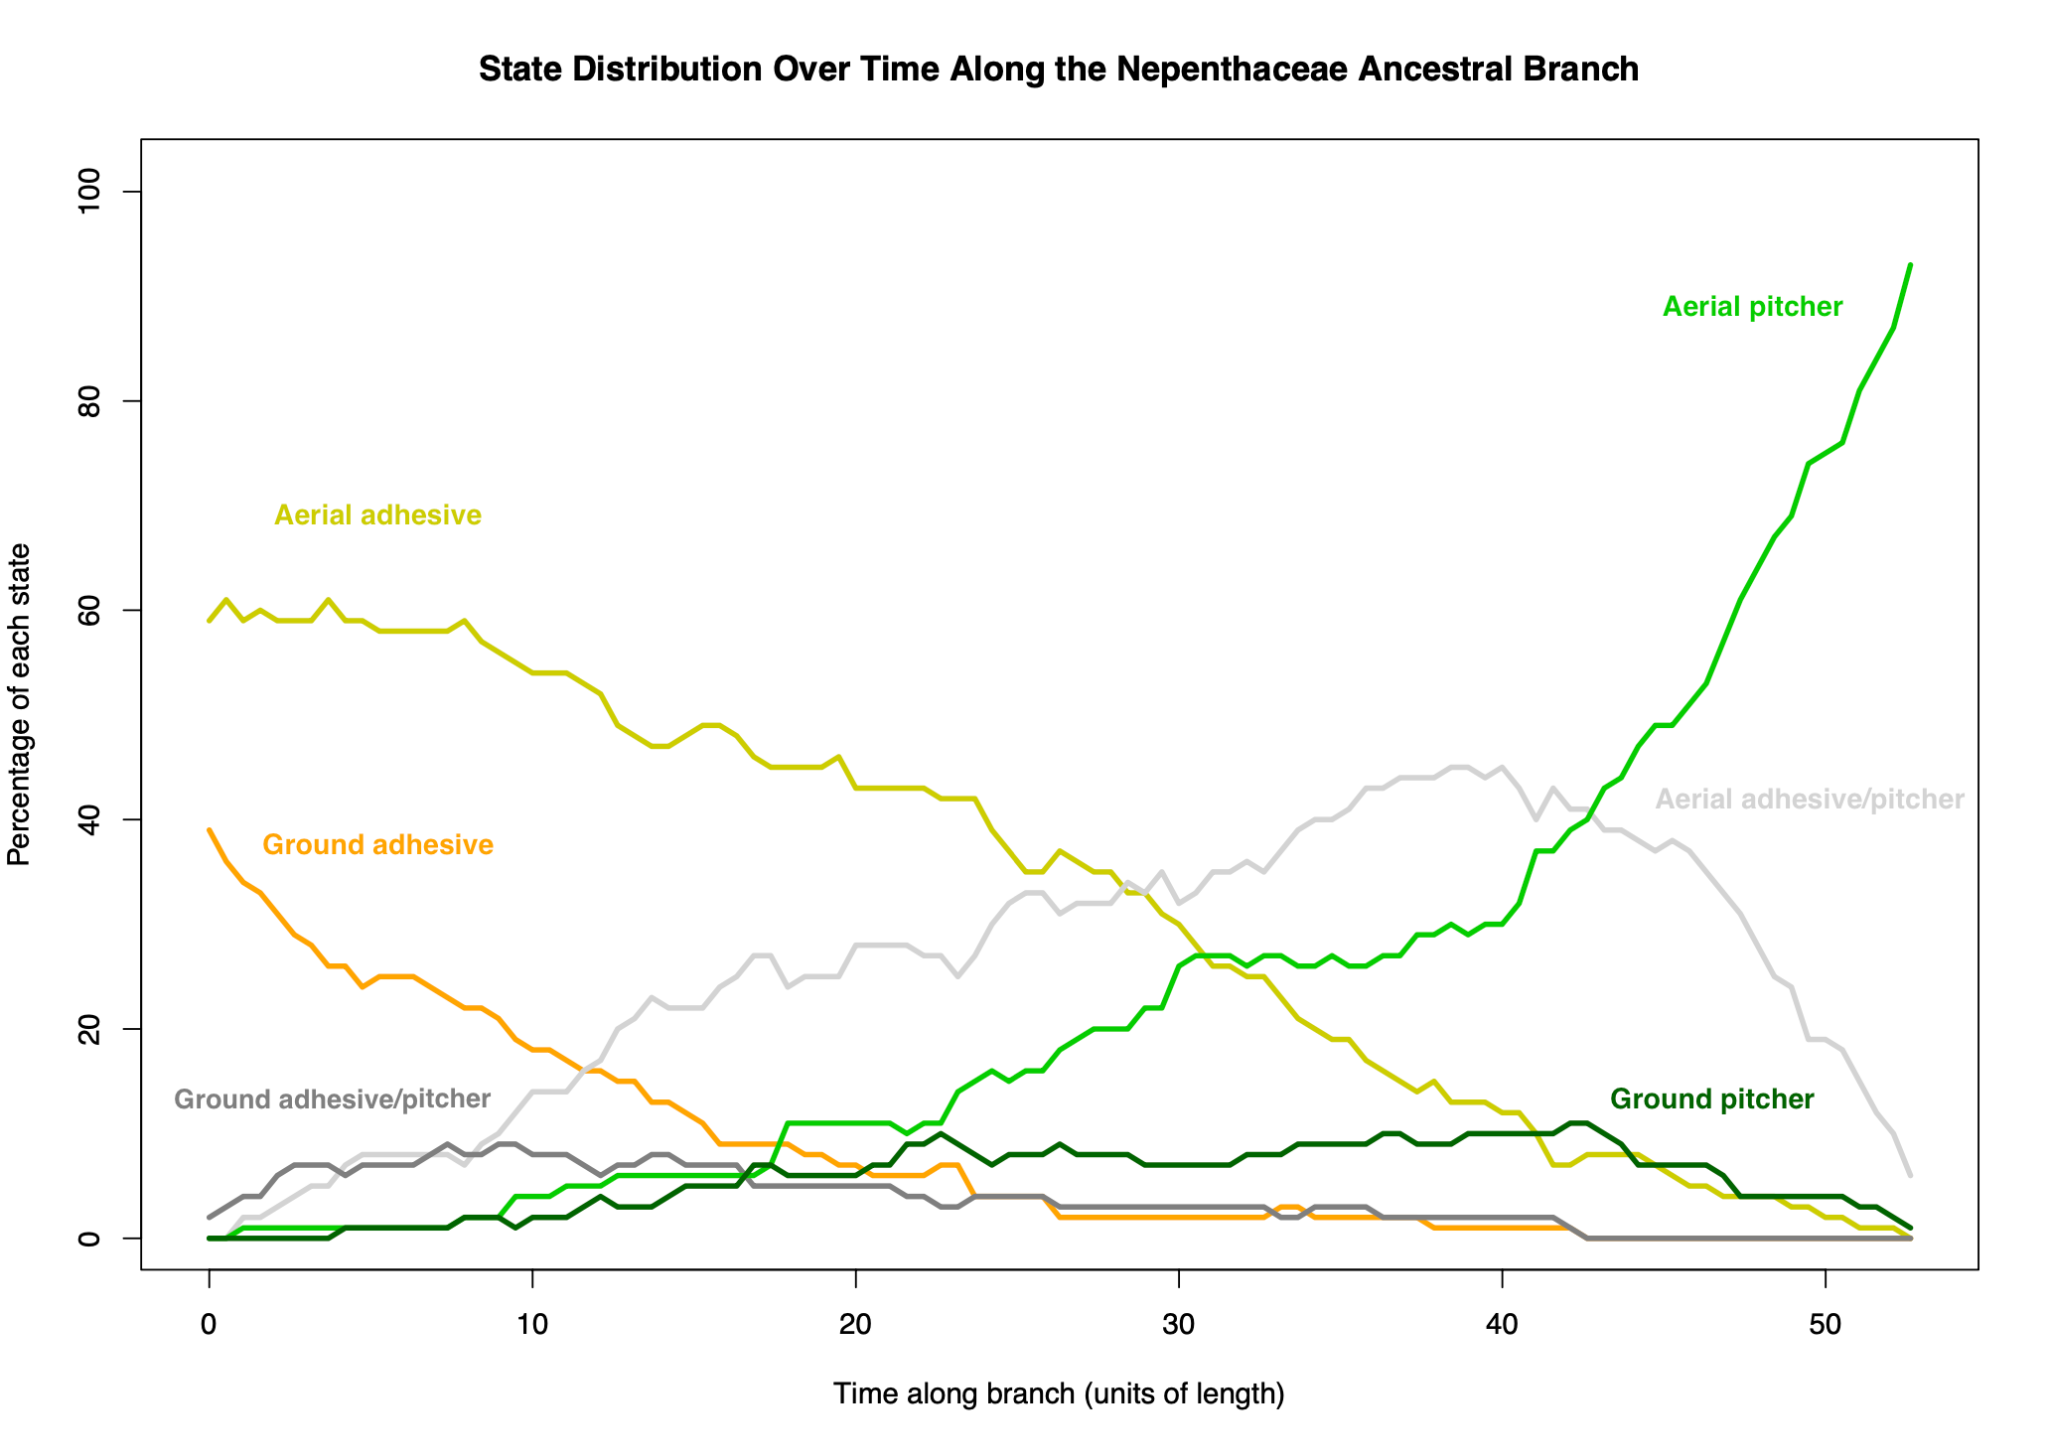 State Distribution Over Time Along the Nepenthaceae Ancestral Branch
100
80
60
40
20
0
Percentage of each state
Aerial pitcher
Aerial adhesive
Aerial adhesive/pitcher
Ground adhesive
Ground adhesive/pitcher
Ground pitcher
0 10 20 30 40 50
Time along branch (units of length)